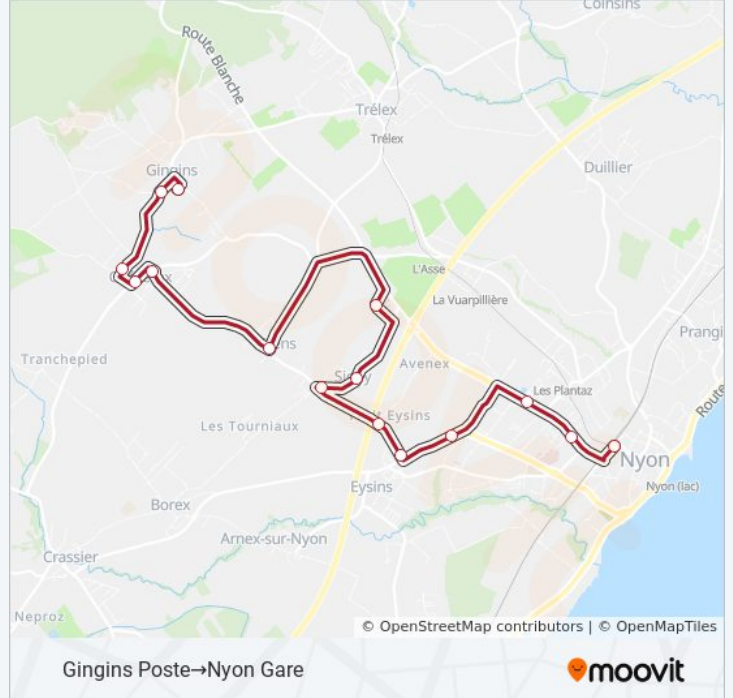 Coinsins
Route Blanche
Trélex
Trélex
Duillier
Gingins
L'Asse
La Vuarpillière
Prangi
Tranchepied
Avenex
Route
Les Plantaz
Eysins
Les Tourniaux
Nyon
Eysins
Nyon (lac)
Borex
Arnex-sur-Nyon
Crassier
Neproz
© OpenStreetMap contributors | © OpenMapTiles
Gingins Poste→Nyon Gare
moovit